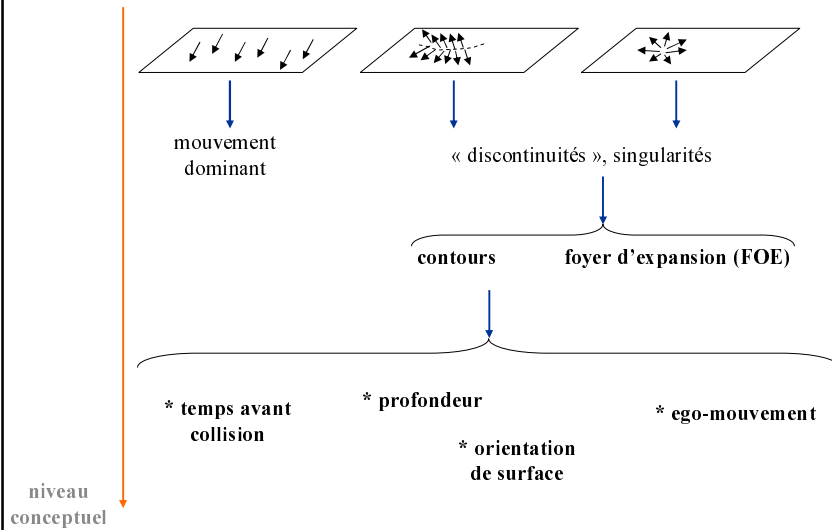 mouvement
dominant
« discontinuités », singularités
contours
foyer d’expansion (FOE)
* temps avant
collision
* profondeur
* orientation
de surface
* ego-mouvement
niveau
conceptuel